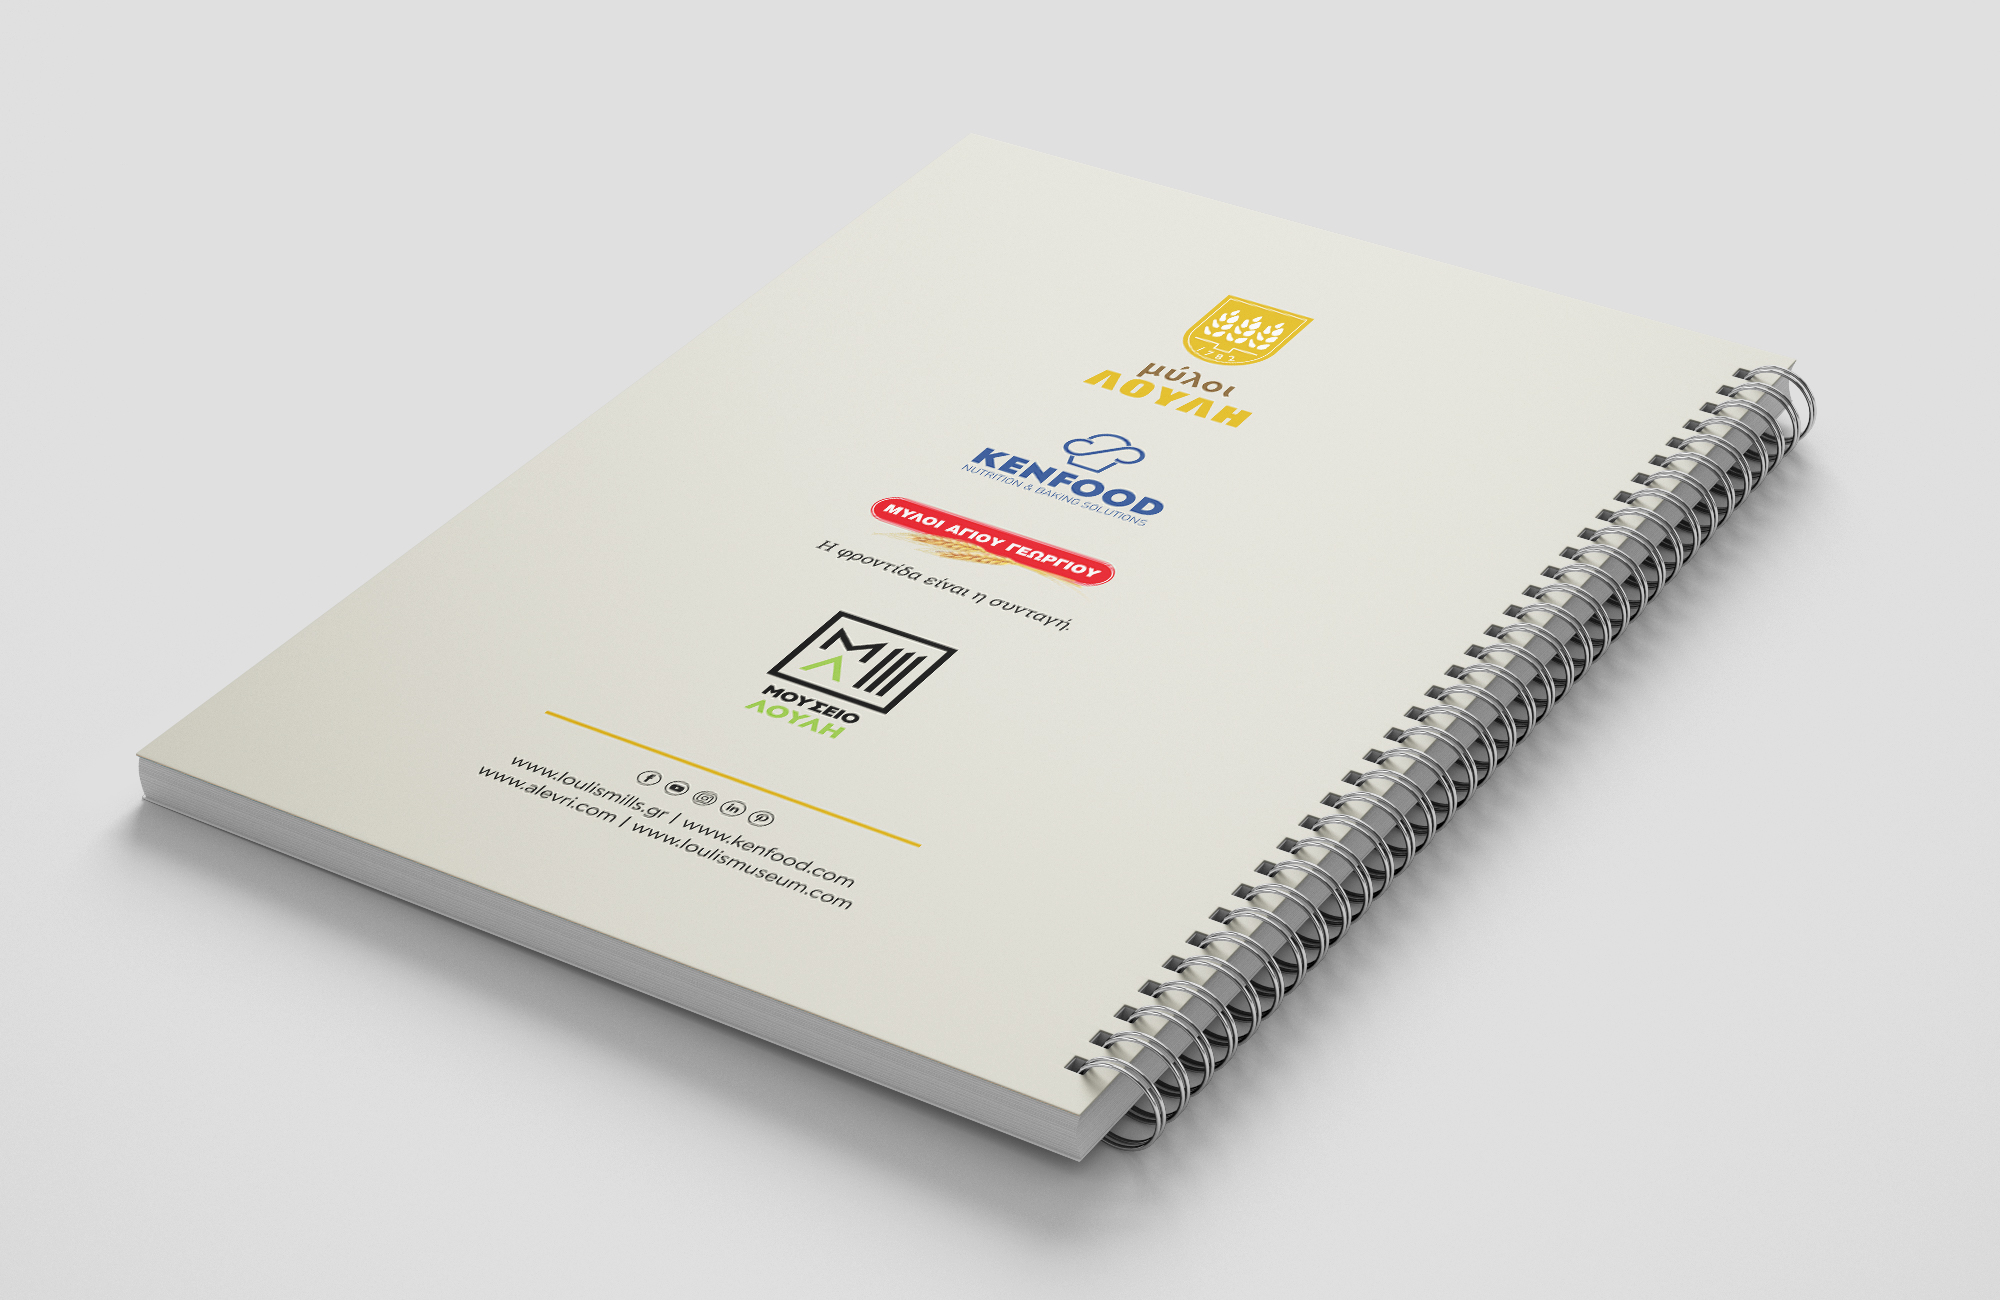 1782
μύλοι
ΛΟΥΛΗ
KENFOOD
NUTRITION & BAKING SOLUTIONS
ΜΥΛΟΙ ΑΓΙΟΥ ΓΕΩΡΓΙΟΥ
Η φροντίδα είναι η συνταγή.
ΜΟΥΣΕΙΟ
ΛΟΥΛΗ
www.loulismills.gr | www.kenfood.com
www.alevri.com | www.loulismuseum.com